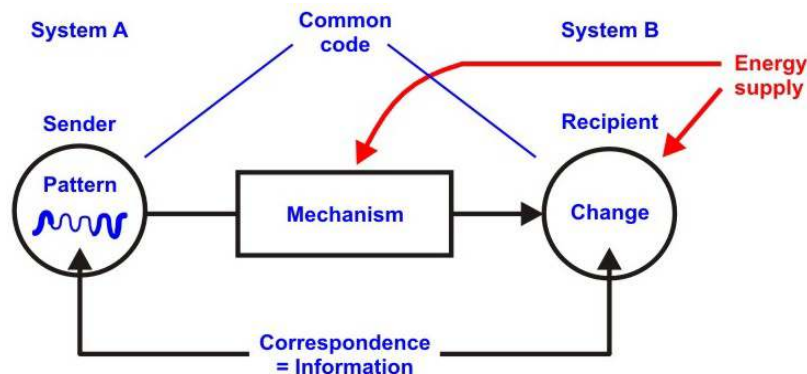 System A
Common
code
System B
Energy
supply
Sender
Recipient
Pattern
Mechanism
Change
Correspondence
= Information